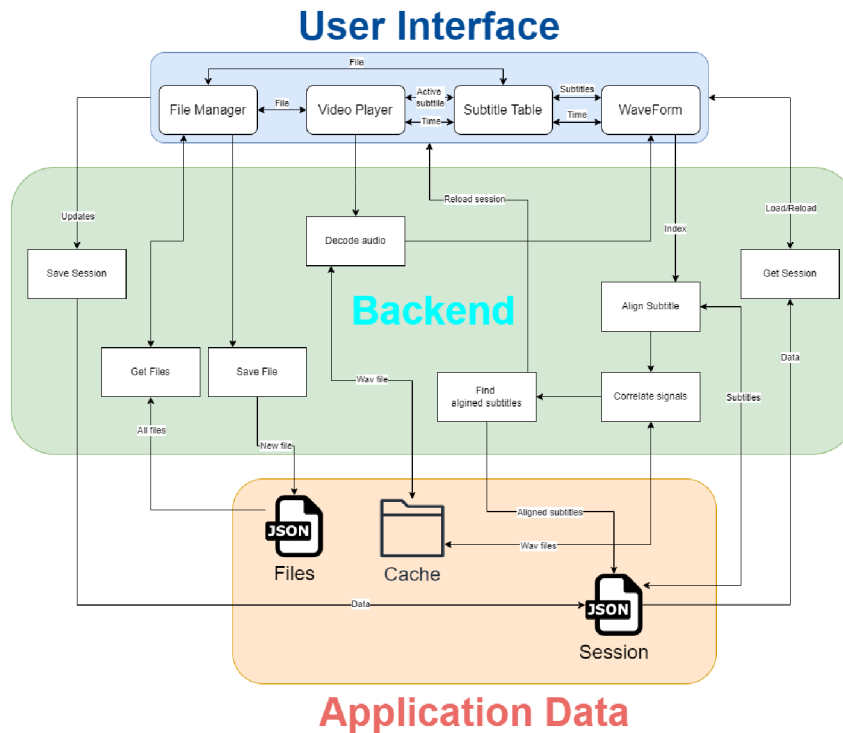 User Interface
File
File Manager
File
Video Player
Active
subtitle
Time
Subtitle Table
Subtitles
Time
WaveForm
Updates
Reload session
Load/Reload
Index
Save Session
Decode audio
Get Session
Backend
Align Subtitle
Get Files
Save File
Wav file
Find
algined subtitles
Correlate signals
Subtitles
Data
All files
New file
JSON
Files
Cache
Aligned subtitles
Wav files
Data
JSON
Session
Application Data